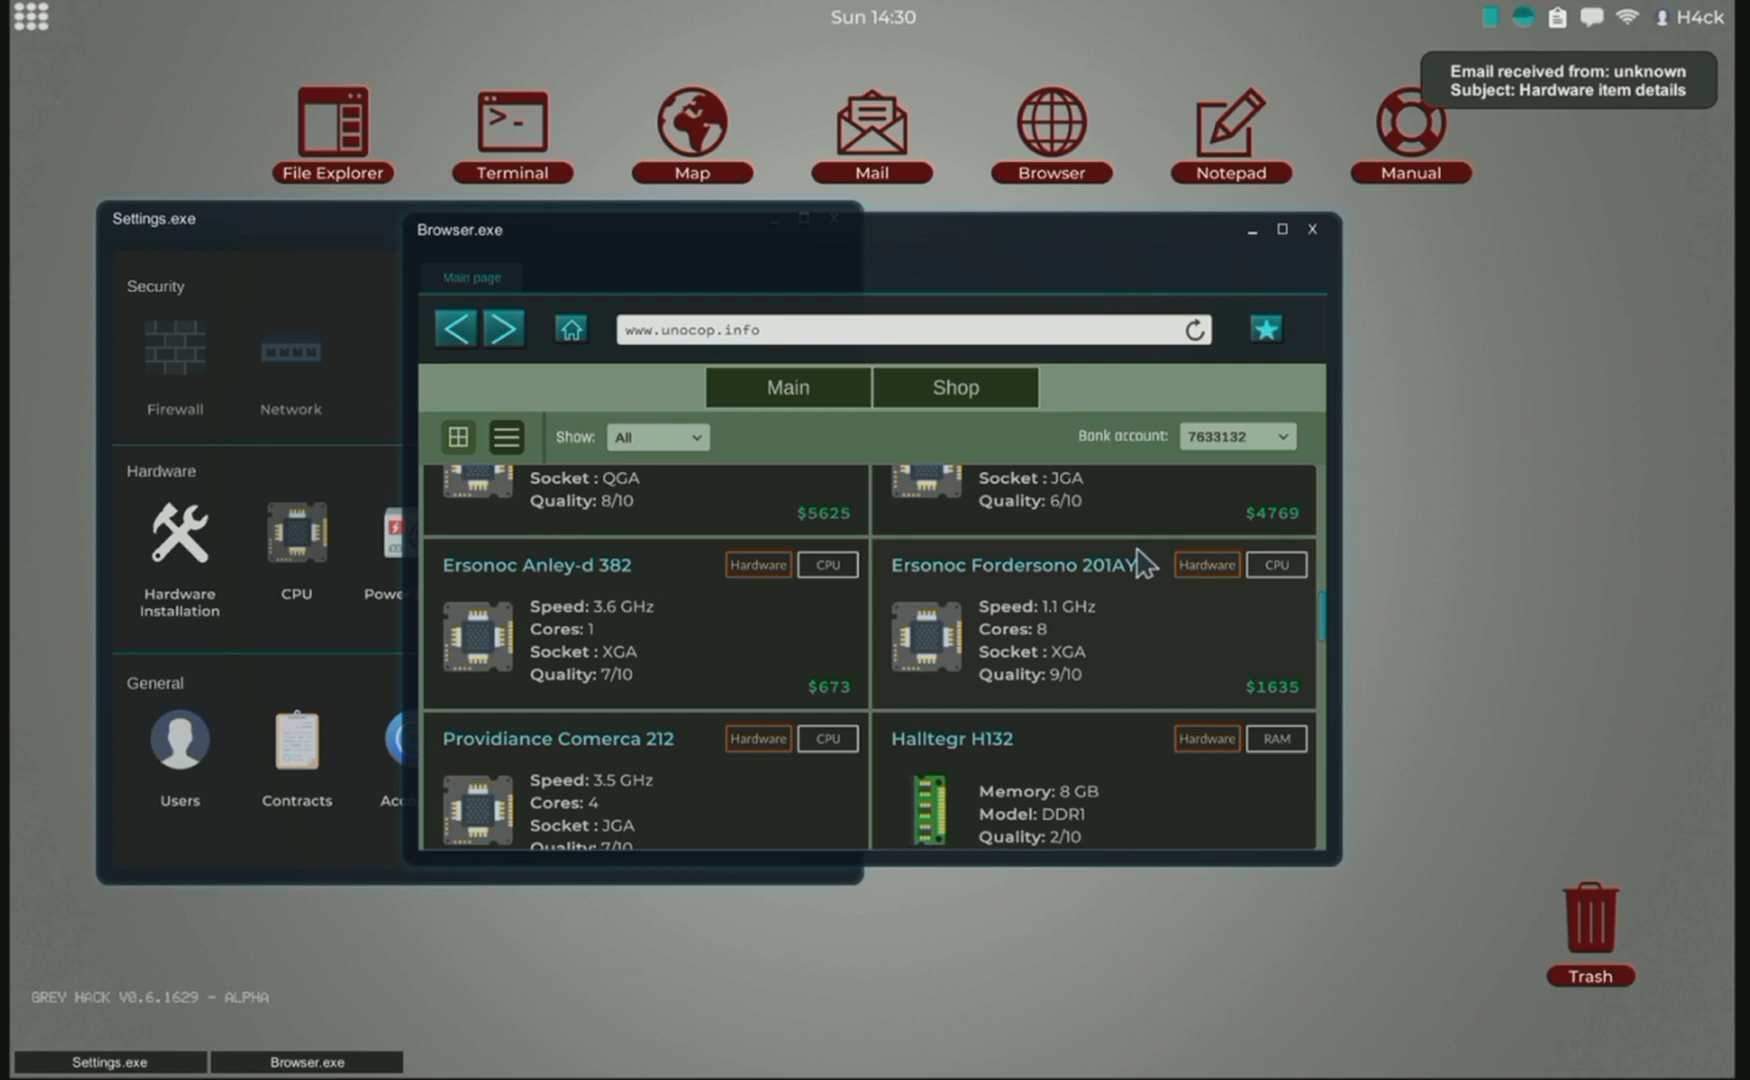 Sun 14:30
H4ck
Email received from: unknown
Subject: Hardware item details
File Explorer
Terminal
Map
Mail
Browser
Notepad
Manual
Settings.exe
Security
Firewall
Network
Hardware
Hardware
Installation
CPU
Powe
General
Users
Contracts
Acc
Browser.exe
Main page
www.unocop.info
Main
Shop
Show:
All
Bank account:
7633132
Socket : QGA
Quality: 8/10
$5625
Socket : JGA
Quality: 6/10
$4769
Ersonoc Anley-d 382
Hardware
CPU
Speed: 3.6 GHz
Cores: 1
Socket : XGA
Quality: 7/10
$673
Ersonoc Fordersono 201AY
Hardware
CPU
Speed: 1.1 GHz
Cores: 8
Socket : XGA
Quality: 9/10
$1635
Providiance Comerca 212
Hardware
CPU
Speed: 3.5 GHz
Cores: 4
Socket : JGA
Quality: 7/10
Halltegr H132
Hardware
RAM
Memory: 8 GB
Model: DDR1
Quality: 2/10
Trash
GREY HACK V0.6.1629 - ALPHA
Settings.exe
Browser.exe